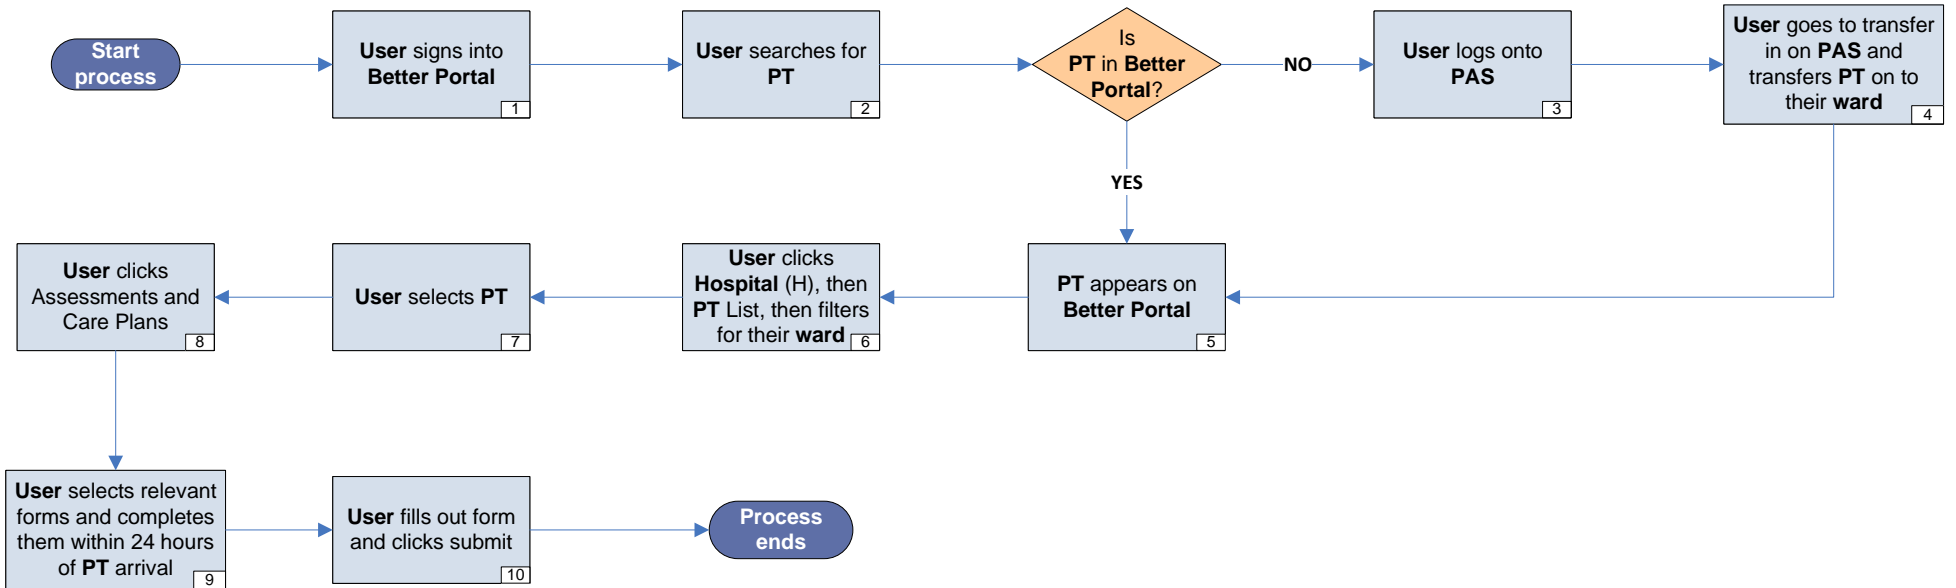 Start
process
User signs into
Better Portal
1
User searches for
PT
2
Is
PT in Better
Portal?
NO
User logs onto
PAS
3
User goes to transfer
in on PAS and
transfers PT on to
their ward
4
YES
PT appears on
Better Portal
5
User clicks
Hospital (H), then
PT List, then filters
for their ward
6
User selects PT
7
User clicks
Assessments and
Care Plans
8
User selects relevant
forms and completes
them within 24 hours
of PT arrival
9
User fills out form
and clicks submit
10
Process
ends